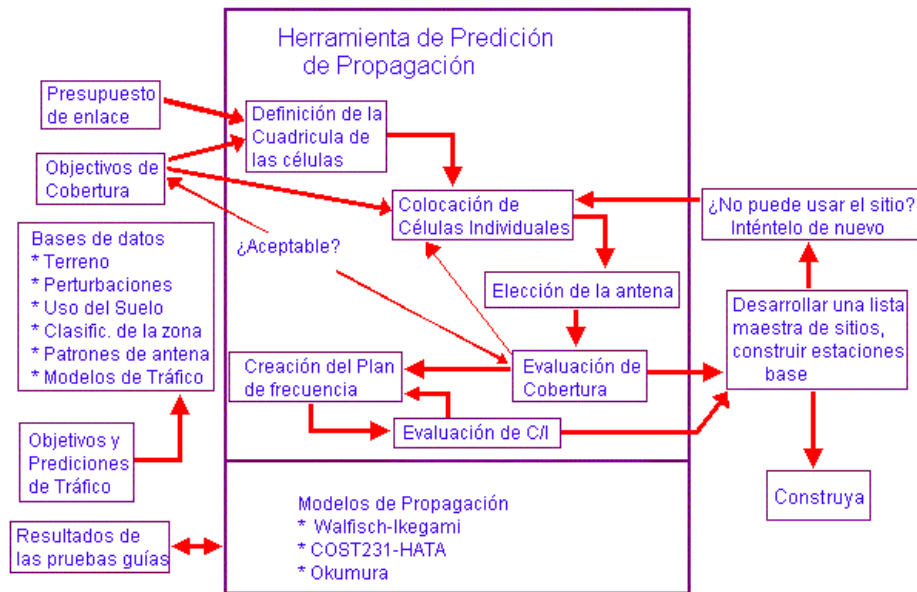 Herramienta de Predición
de Propagación
Presupuesto
de enlace
Definición de la
Cuadricula de
las células
Objectivos de
Cobertura
Colocación de
Células Individuales
¿No puede usar el sitio?
Inténtelo de nuevo
¿Aceptable?
Bases de datos
* Terreno
* Perturbaciones
* Uso del Suelo
* Clasific. de la zona
* Patrones de antena
* Modelos de Tráfico
Elección de la antena
Desarrollar una lista
maestra de sitios,
construir estaciones
base
Creación del Plan
de frecuencia
Evaluación de
Cobertura
Evaluación de C/I
Objetivos y
Prediciones
de Tráfico
Construya
Modelos de Propagación
* Walfisch-Ikegami
* COST231-HATA
* Okumura
Resultados de
las pruebas guías